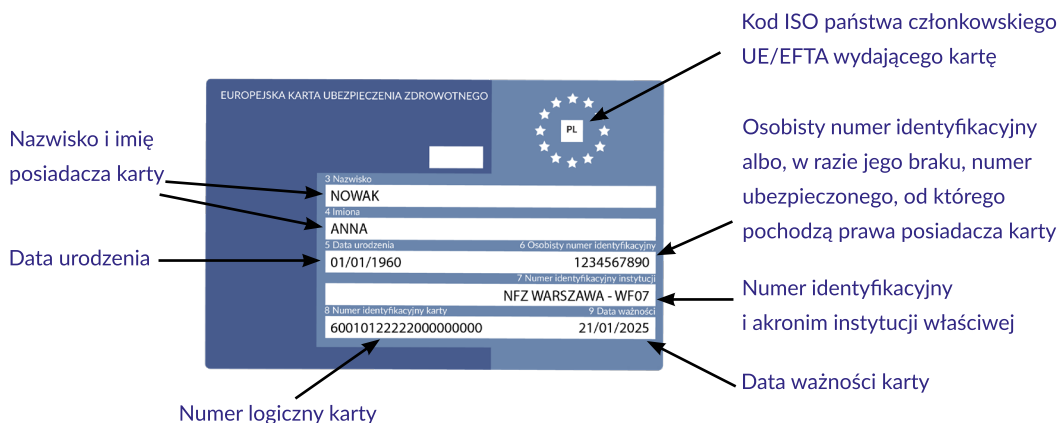 Kod ISO państwa członkowskiego
UE/EFTA wydającego kartę
EUROPEJSKA KARTA UBEZPIECZENIA ZDROWOTNEGO
PL
Nazwisko i imię
posiadacza karty
Osobisty numer identyfikacyjny
albo, w razie jego braku, numer
ubezpieczonego, od którego
pochodzą prawa posiadacza karty
3 Nazwisko
NOWAK
4 Imiona
ANNA
5 Data urodzenia 6 Osobisty numer identyfikacyjny
01/01/1960 1234567890
Data urodzenia
7 Numer identyfikacyjny instytucji
NFZ WARSZAWA - WF07
Numer identyfikacyjny
i akronim instytucji właściwej
8 Numer identyfikacyjny karty 9 Data ważności
60010122222000000000 21/01/2025
Data ważności karty
Numer logiczny karty